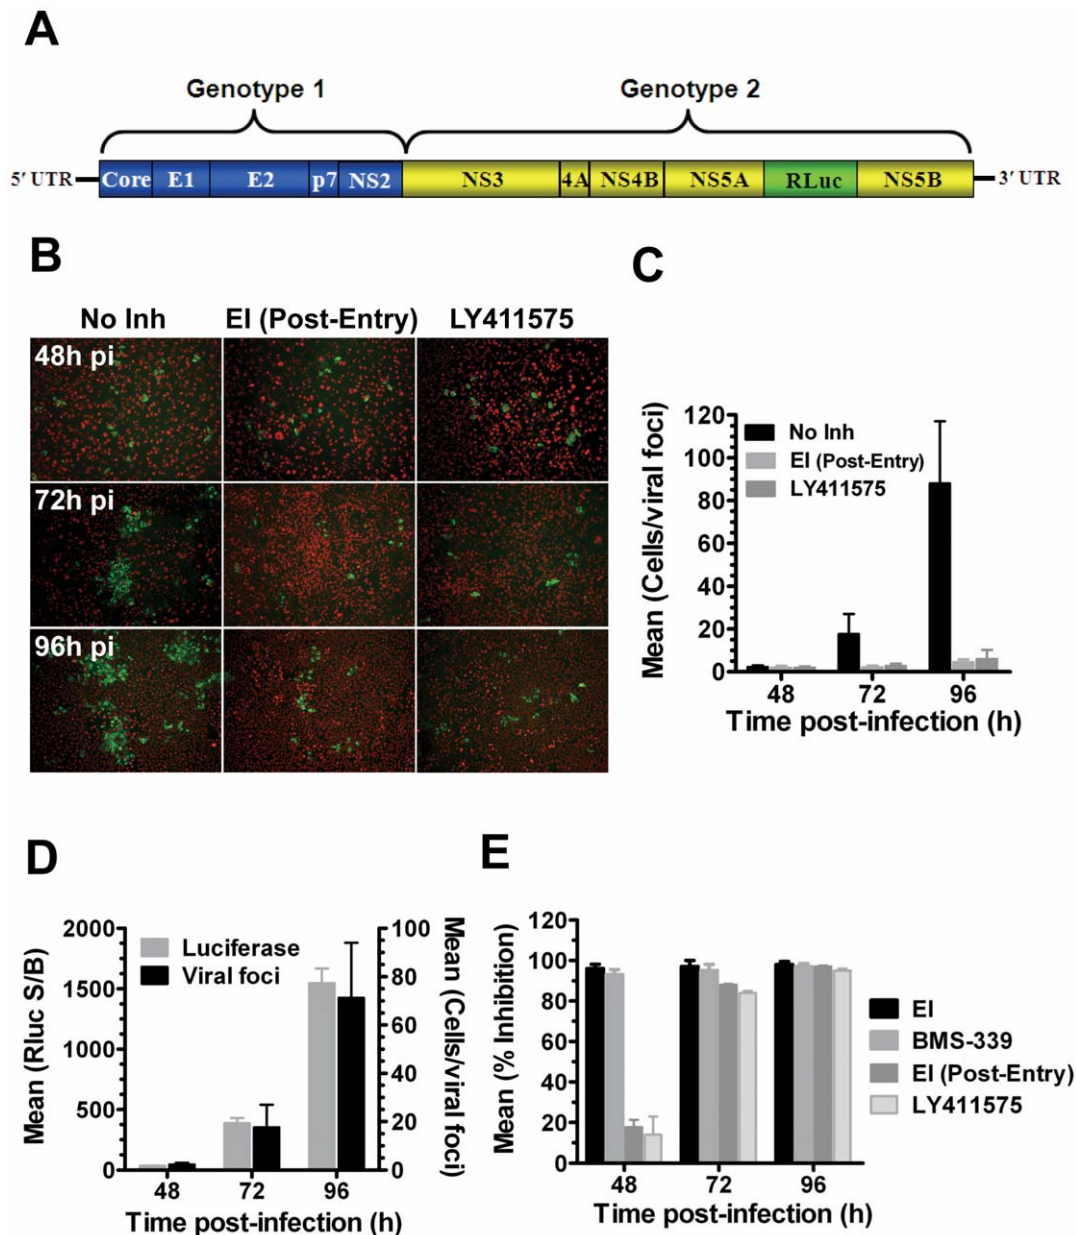 A
Genotype 1
Genotype 2
5′ UTR
Core
E1
E2
p7
NS2
NS3
4A
NS4B
NS5A
RLuc
NS5B
3′ UTR
B
No Inh
EI (Post-Entry)
LY411575
48h pi
72h pi
96h pi
C
Mean (Cells/viral foci)
120
100
80
60
40
20
0
No Inh
EI (Post-Entry)
LY411575
48
72
96
Time post-infection (h)
D
Mean (Rluc S/B)
2000
1500
1000
500
0
Luciferase
Viral foci
100
80
60
40
20
0
Mean (Cells/viral foci)
48
72
96
Time post-infection (h)
E
Mean (% Inhibition)
120
100
80
60
40
20
0
EI
BMS-339
EI (Post-Entry)
LY411575
48
72
96
Time post-infection (h)